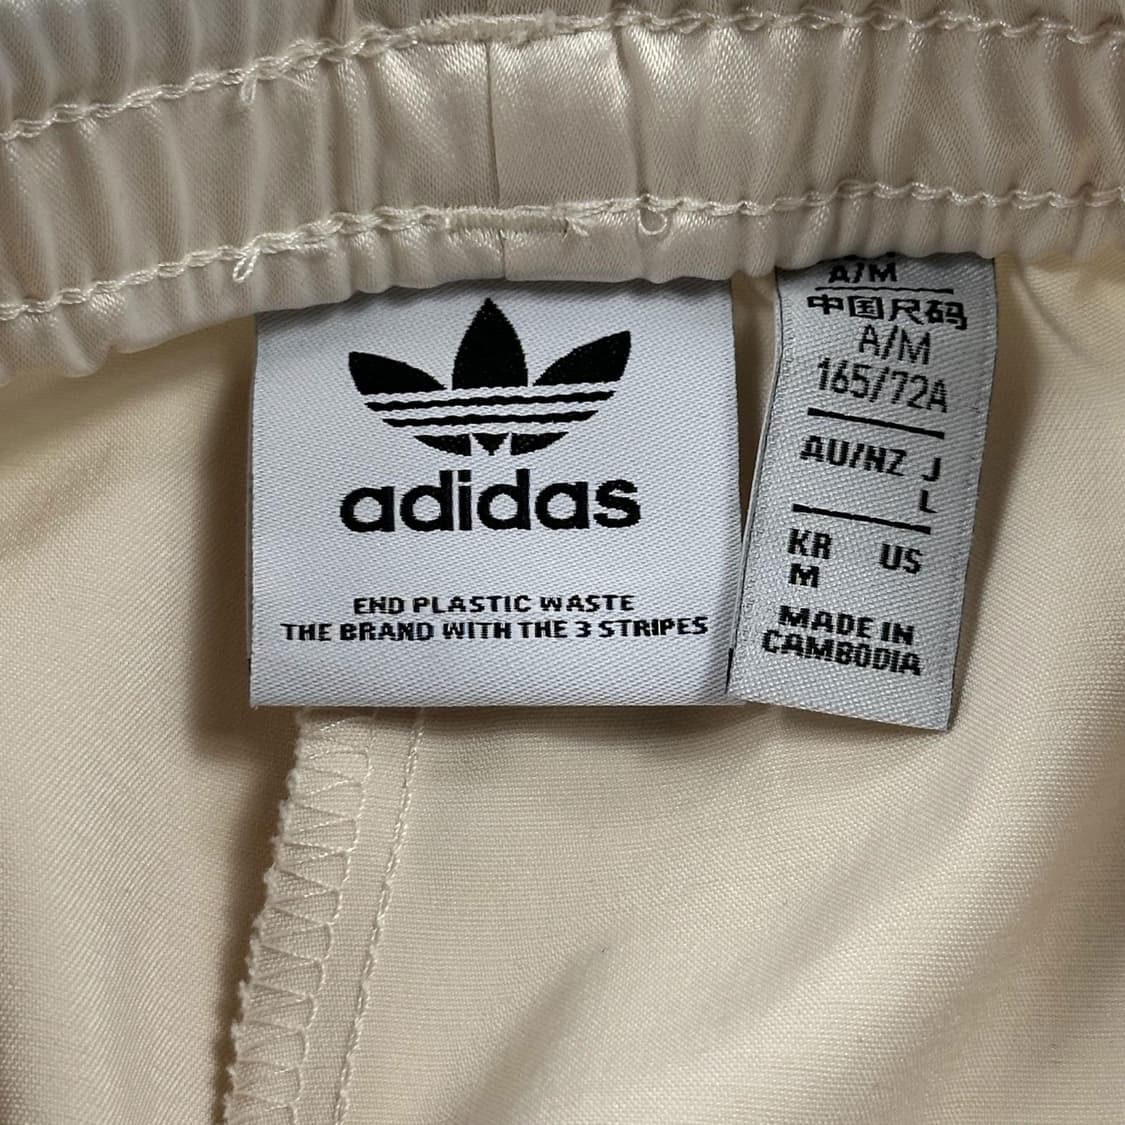 adidas
END PLASTIC WASTE
THE BRAND WITH THE 3 STRIPES
A/M
中国尺码
A/M
165/72A
AU/NZ J
L
KR US
M
MADE IN
CAMBODIA